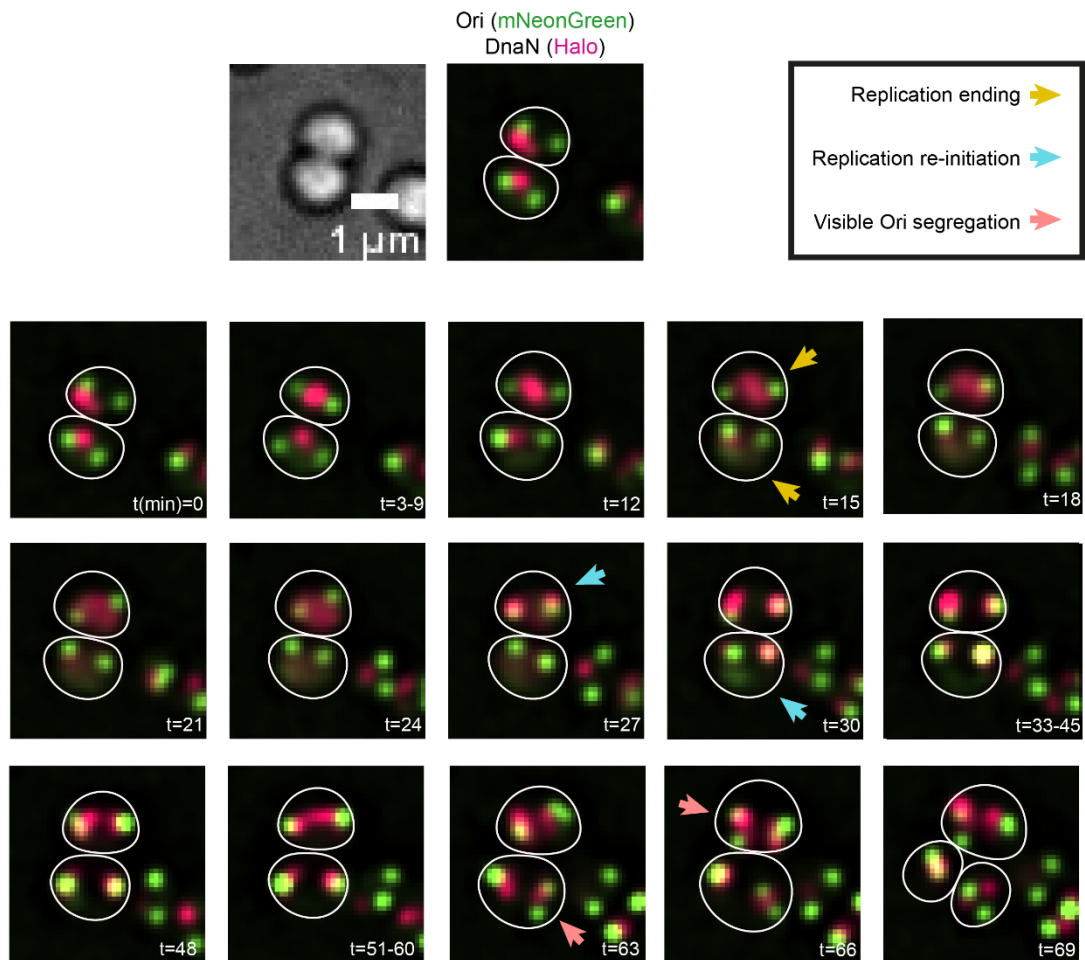 Ori (mNeonGreen)
DnaN (Halo)
1 µm
Replication ending
Replication re-initiation
Visible Ori segregation
t(min)=0
t=3-9
t=12
t=15
t=18
t=21
t=24
t=27
t=30
t=33-45
t=48
t=51-60
t=63
t=66
t=69